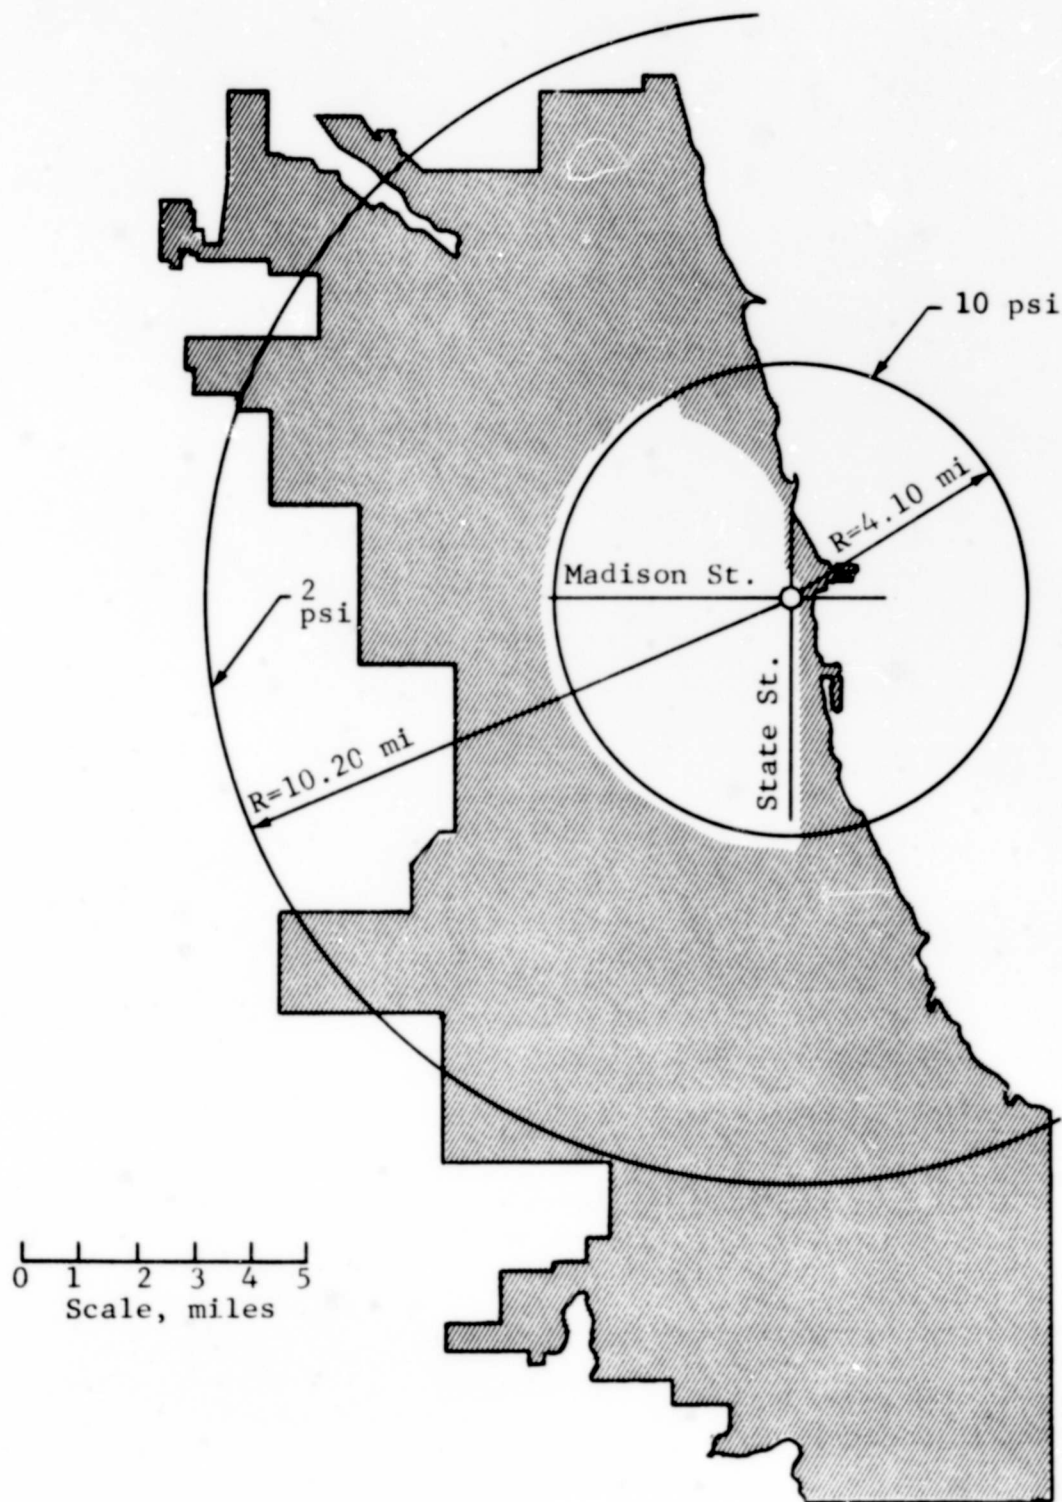 10 psi
R=4.10 mi
Madison St.
2
psi
State St.
R=10.20 mi
0 1 2 3 4 5
Scale, miles